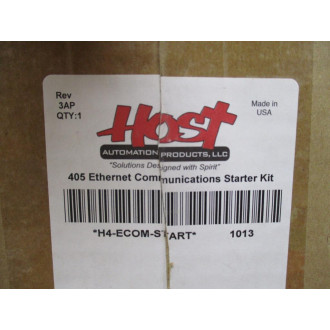 Rev
3AP
QTY:1
Made in
USA
Host
AUTOMATION PRODUCTS, LLC
"Solutions Designed with Spirit"
405 Ethernet Communications Starter Kit
*H4-ECOM-START* 1013